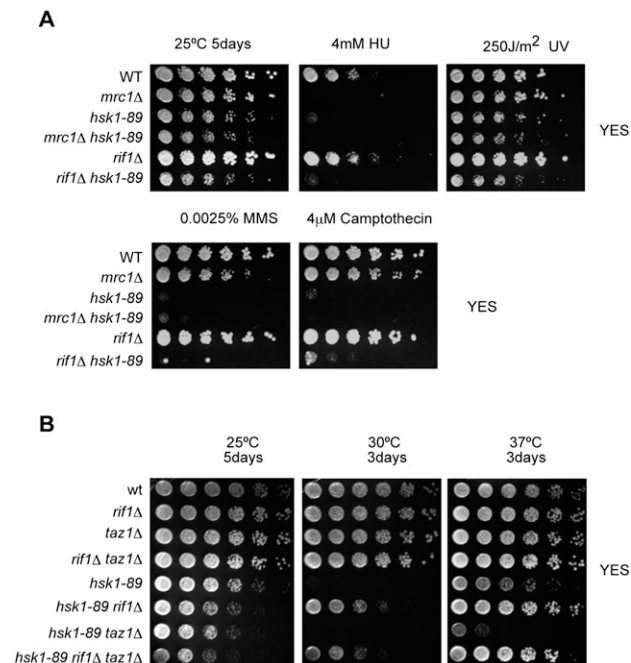 A
25ºC 5days 4mM HU 250J/m2 UV
WT
mrc1Δ
hsk1-89
mrc1Δ hsk1-89
rif1Δ
rif1Δ hsk1-89
YES
0.0025% MMS 4μM Camptothecin
WT
mrc1Δ
hsk1-89
mrc1Δ hsk1-89
rif1Δ
rif1Δ hsk1-89
YES
B
25ºC 30ºC 37ºC
5days 3days 3days
wt
rif1Δ
taz1Δ
rif1Δ taz1Δ
hsk1-89
hsk1-89 rif1Δ
hsk1-89 taz1Δ
hsk1-89 rif1Δ taz1Δ
YES